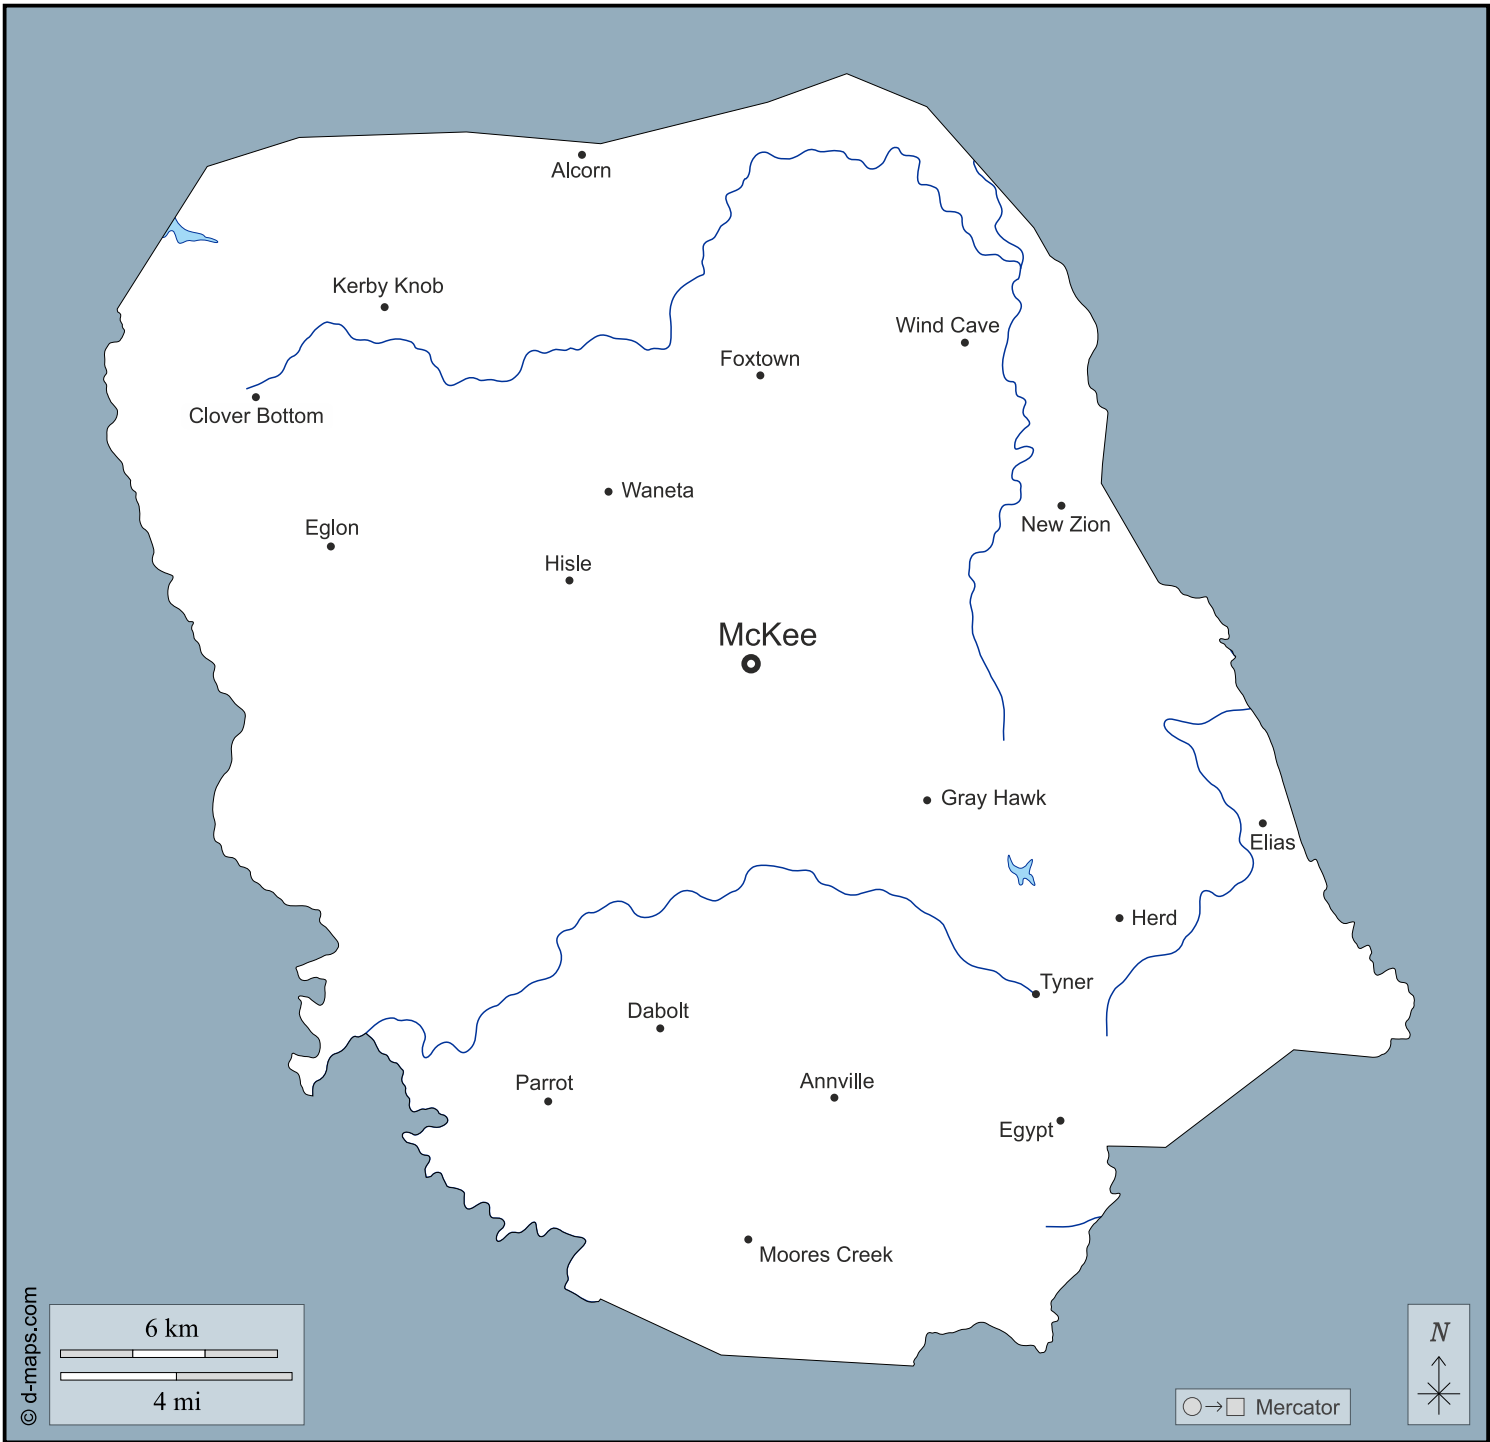 Alcorn
Kerby Knob
Wind Cave
Foxtown
Clover Bottom
Waneta
New Zion
Eglon
Hisle
McKee
Gray Hawk
Elias
Herd
Tyner
Dabolt
Parrot
Annville
Egypt
Moores Creek
© d-maps.com
6 km
4 mi
N
Mercator